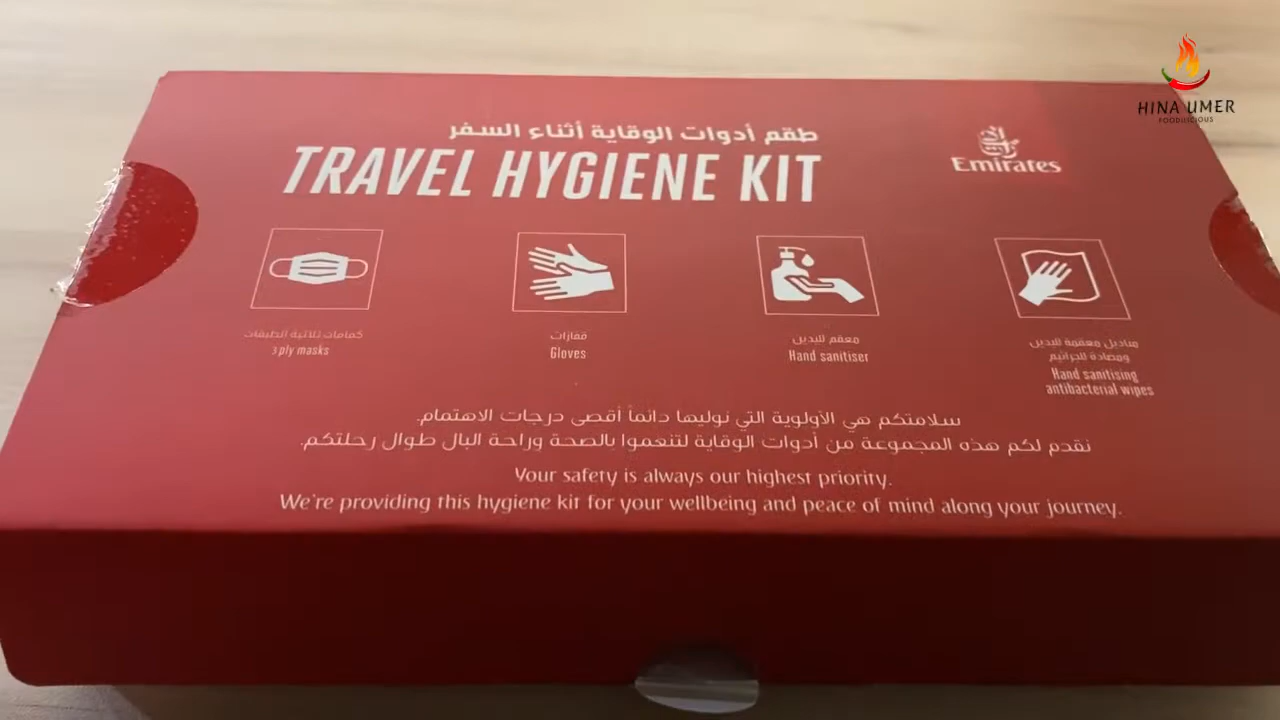 HINA UMER
FOODLICIOUS
طقم أدوات الوقاية أثناء السفر
TRAVEL HYGIENE KIT
Emirates
كمامات ثلاثية الطبقات
3 ply masks
قفازات
Gloves
معقم لليدين
Hand sanitiser
مناديل معقمة لليدين
ومضادة للجراثيم
Hand sanitising
antibacterial wipes
سلامتكم هي الأولوية التي نوليها دائماً أقصى درجات الاهتمام.
نقدم لكم هذه المجموعة من أدوات الوقاية لتنعموا بالصحة وراحة البال طوال رحلتكم.
Your safety is always our highest priority.
We're providing this hygiene kit for your wellbeing and peace of mind along your journey.